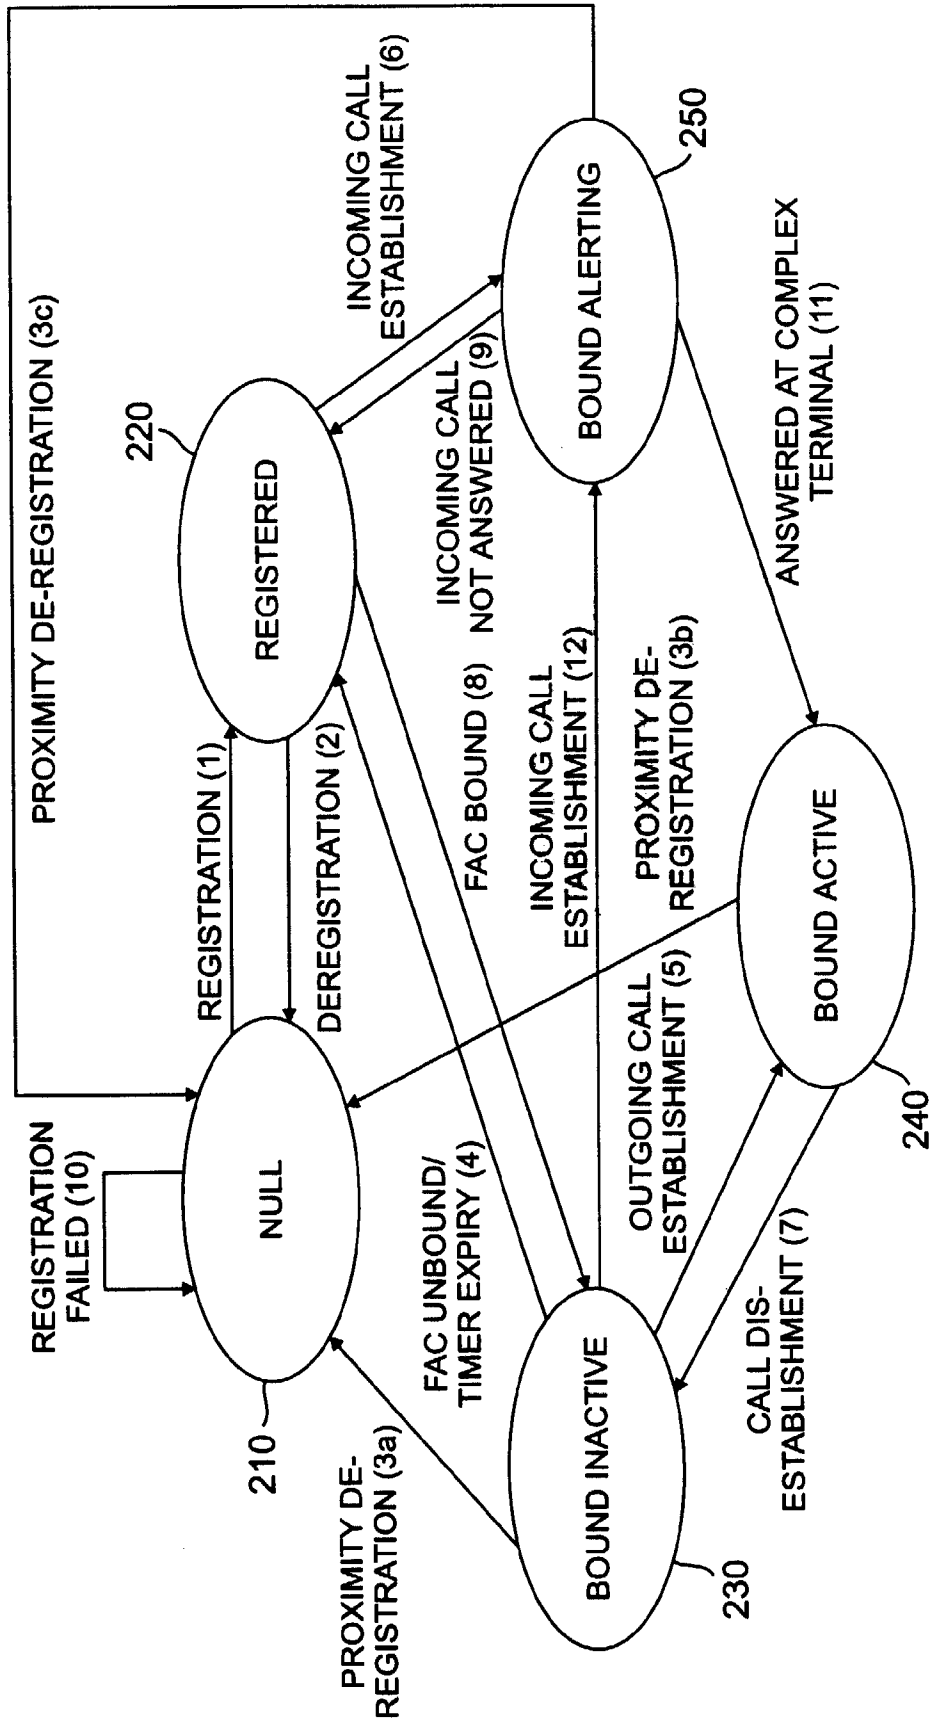 PROXIMITY DE-REGISTRATION (3c)
REGISTRATION
FAILED (10)
REGISTRATION (1)
DEREGISTRATION (2)
220
INCOMING CALL
ESTABLISHMENT (6)
NULL
REGISTERED
210
PROXIMITY DE-
REGISTRATION (3a)
FAC UNBOUND/
TIMER EXPIRY (4)
FAC BOUND (8)
INCOMING CALL
NOT ANSWERED (9)
INCOMING CALL
ESTABLISHMENT (12)
BOUND INACTIVE
BOUND ALERTING
250
230
OUTGOING CALL
ESTABLISHMENT (5)
PROXIMITY DE-
REGISTRATION (3b)
CALL DIS-
ESTABLISHMENT (7)
BOUND ACTIVE
240
ANSWERED AT COMPLEX
TERMINAL (11)